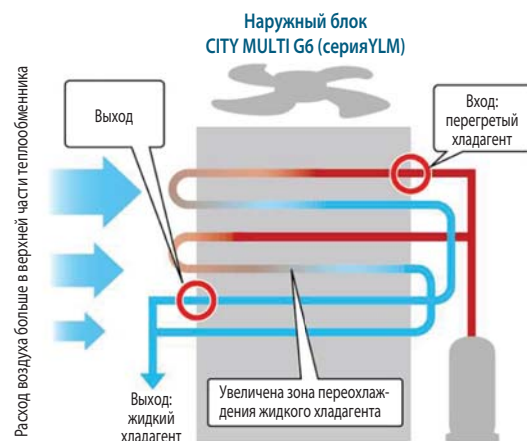 Наружный блок
CITY MULTI G6 (серияYLM)
Расход воздуха больше в верхней части теплообменника
Выход
Вход:
перегретый
хладагент
Увеличена зона переохлаж-
дения жидкого хладагента
Выход:
жидкий
хладагент